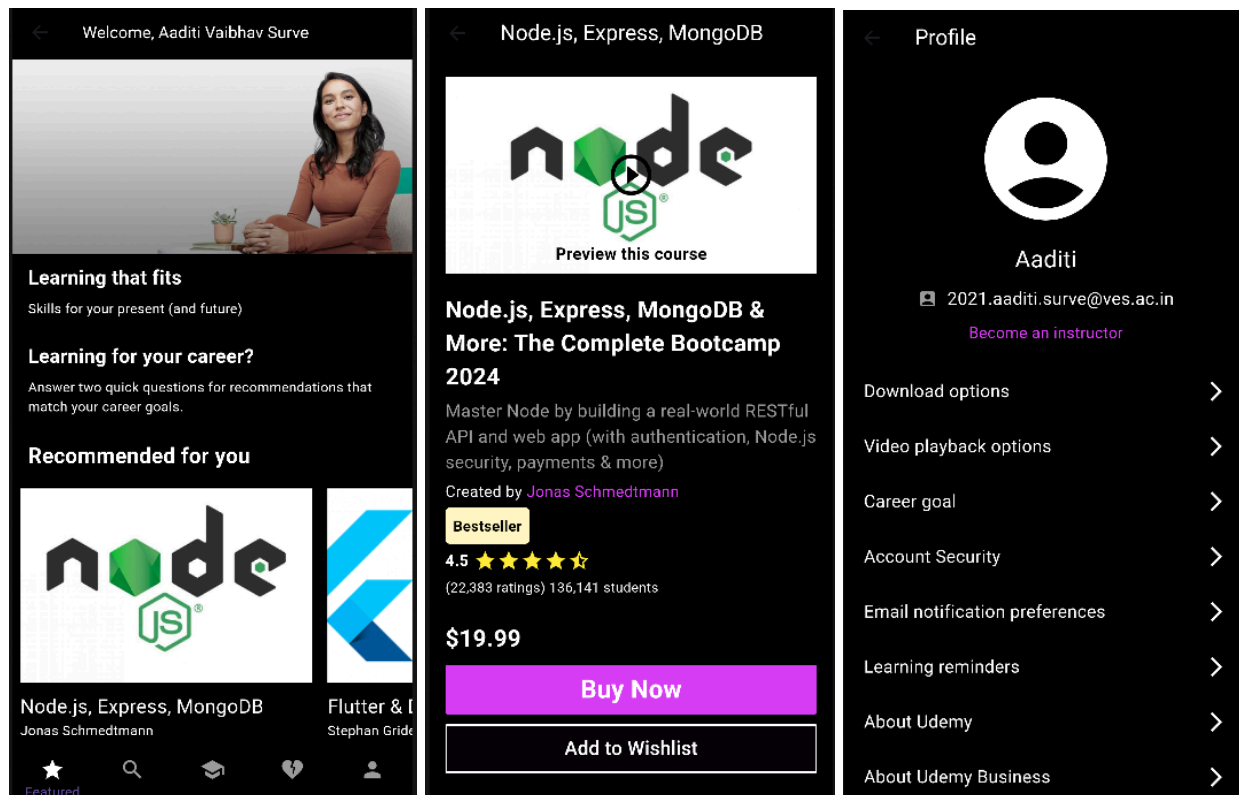 Welcome, Aaditi Vaibhav Surve
Learning that fits
Skills for your present (and future)
Learning for your career?
Answer two quick questions for recommendations that
match your career goals.
Recommended for you
node
JS®
Node.js, Express, MongoDB
Jonas Schmedtmann
Flutter &
Stephan Gride
Featured
Node.js, Express, MongoDB
node
JS®
Preview this course
Node.js, Express, MongoDB &
More: The Complete Bootcamp
2024
Master Node by building a real-world RESTful
API and web app (with authentication, Node.js
security, payments & more)
Created by Jonas Schmedtmann
Bestseller
4.5
(22,383 ratings) 136,141 students
$19.99
Buy Now
Add to Wishlist
Profile
Aaditi
2021.aaditi.surve@ves.ac.in
Become an instructor
Download options
Video playback options
Career goal
Account Security
Email notification preferences
Learning reminders
About Udemy
About Udemy Business